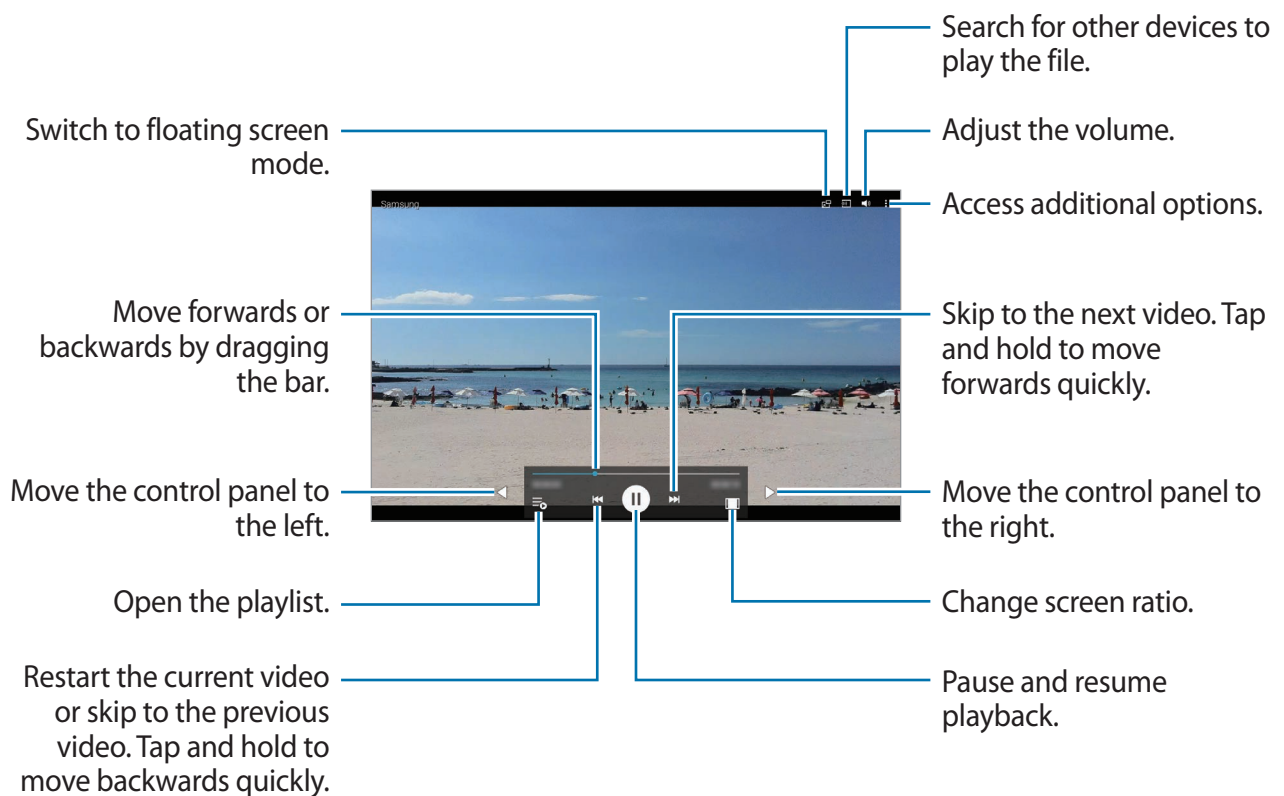 Search for other devices to
play the file.
Switch to floating screen
mode.
Adjust the volume.
Samsung
Access additional options.
Move forwards or
backwards by dragging
the bar.
Skip to the next video. Tap
and hold to move
forwards quickly.
Move the control panel to
the left.
Move the control panel to
the right.
Open the playlist.
Change screen ratio.
Restart the current video
or skip to the previous
video. Tap and hold to
move backwards quickly.
Pause and resume
playback.